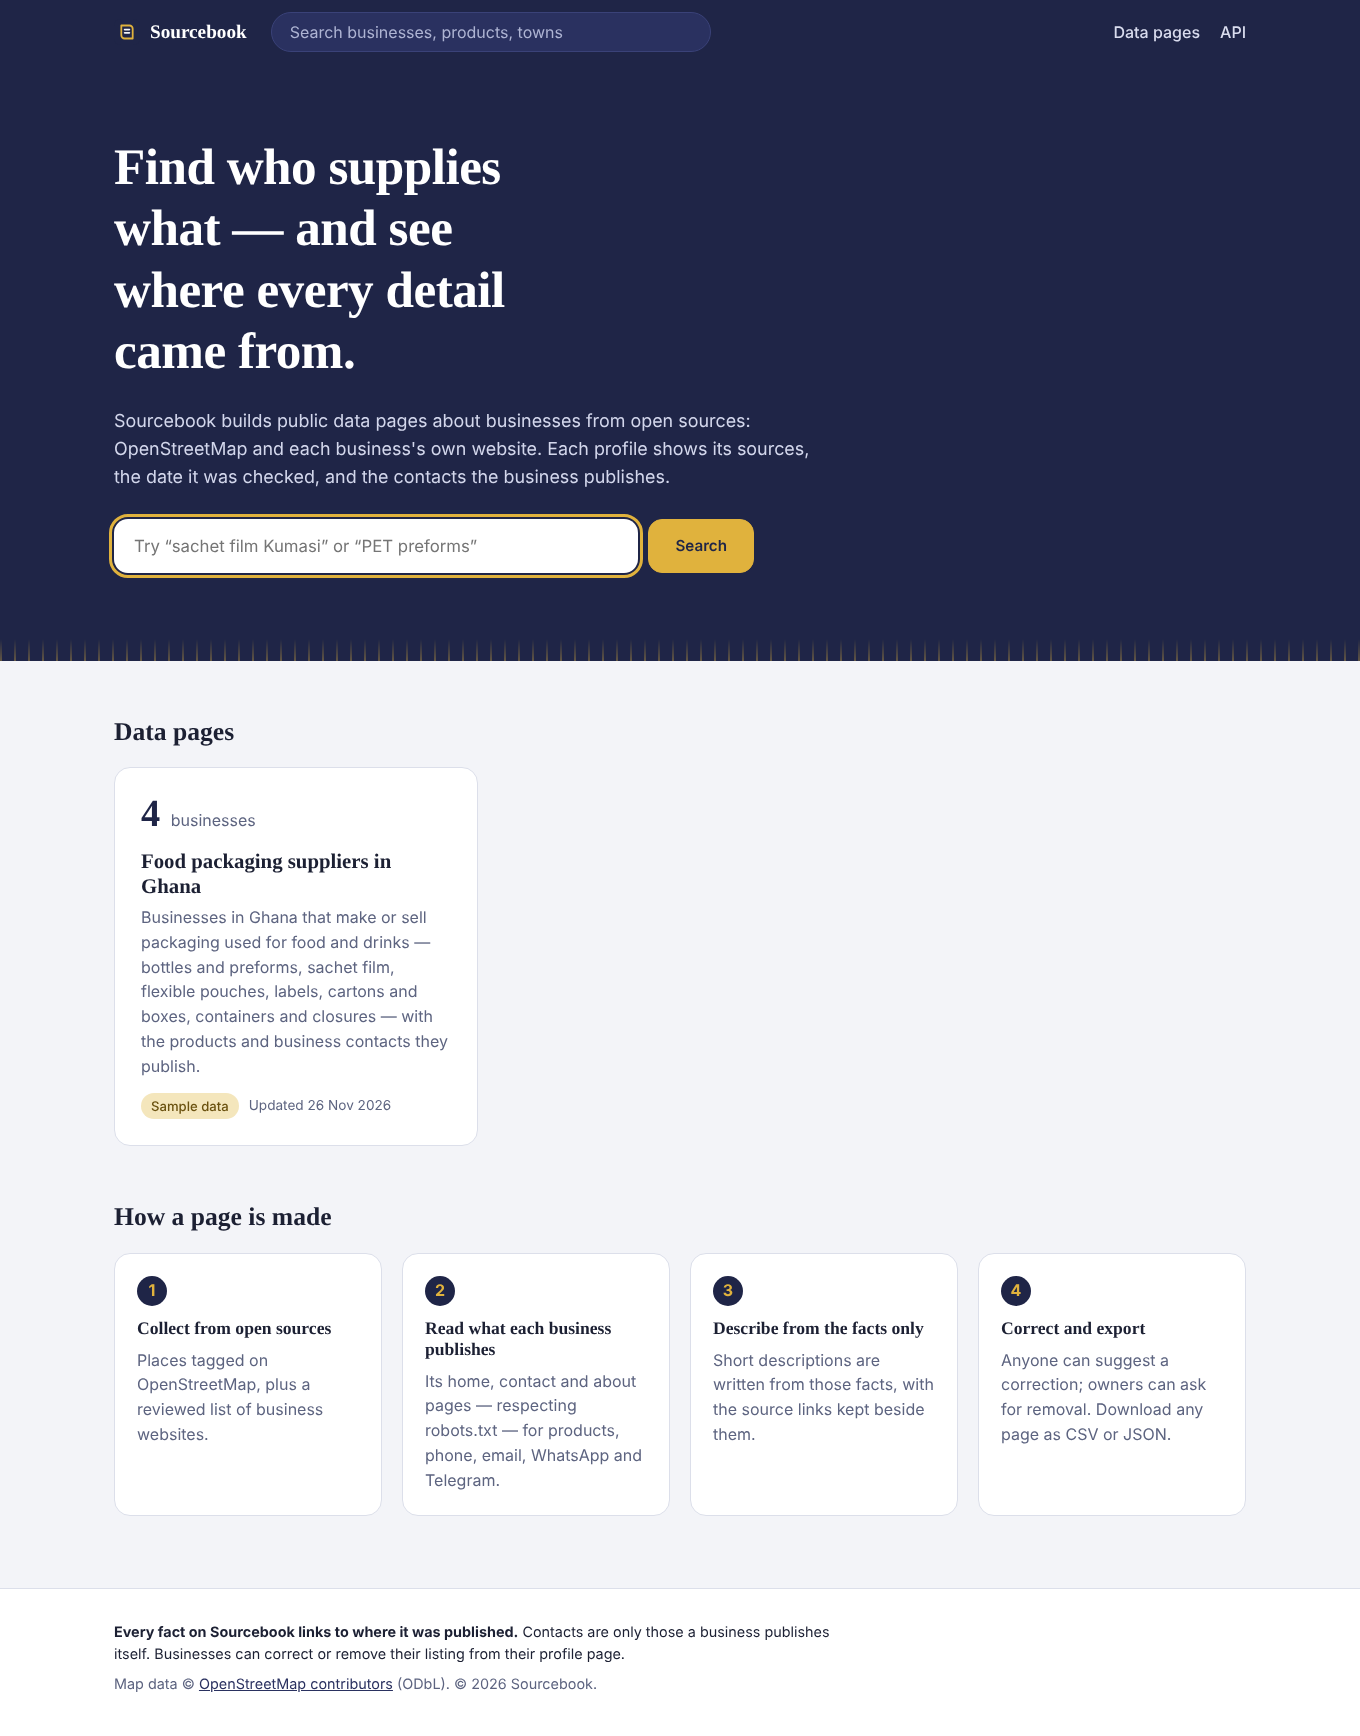 Sourcebook
Search businesses, products, towns
Data pages
API
Find who supplies
what — and see
where every detail
came from.
Sourcebook builds public data pages about businesses from open sources:
OpenStreetMap and each business's own website. Each profile shows its sources,
the date it was checked, and the contacts the business publishes.
Try “sachet film Kumasi” or “PET preforms”
Search
Data pages
4 businesses
Food packaging suppliers in
Ghana
Businesses in Ghana that make or sell
packaging used for food and drinks —
bottles and preforms, sachet film,
flexible pouches, labels, cartons and
boxes, containers and closures — with
the products and business contacts they
publish.
Sample data
Updated 26 Nov 2026
How a page is made
1
Collect from open sources
Places tagged on
OpenStreetMap, plus a
reviewed list of business
websites.
2
Read what each business
publishes
Its home, contact and about
pages — respecting
robots.txt — for products,
phone, email, WhatsApp and
Telegram.
3
Describe from the facts only
Short descriptions are
written from those facts, with
the source links kept beside
them.
4
Correct and export
Anyone can suggest a
correction; owners can ask
for removal. Download any
page as CSV or JSON.
Every fact on Sourcebook links to where it was published. Contacts are only those a business publishes
itself. Businesses can correct or remove their listing from their profile page.
Map data © OpenStreetMap contributors (ODbL). © 2026 Sourcebook.